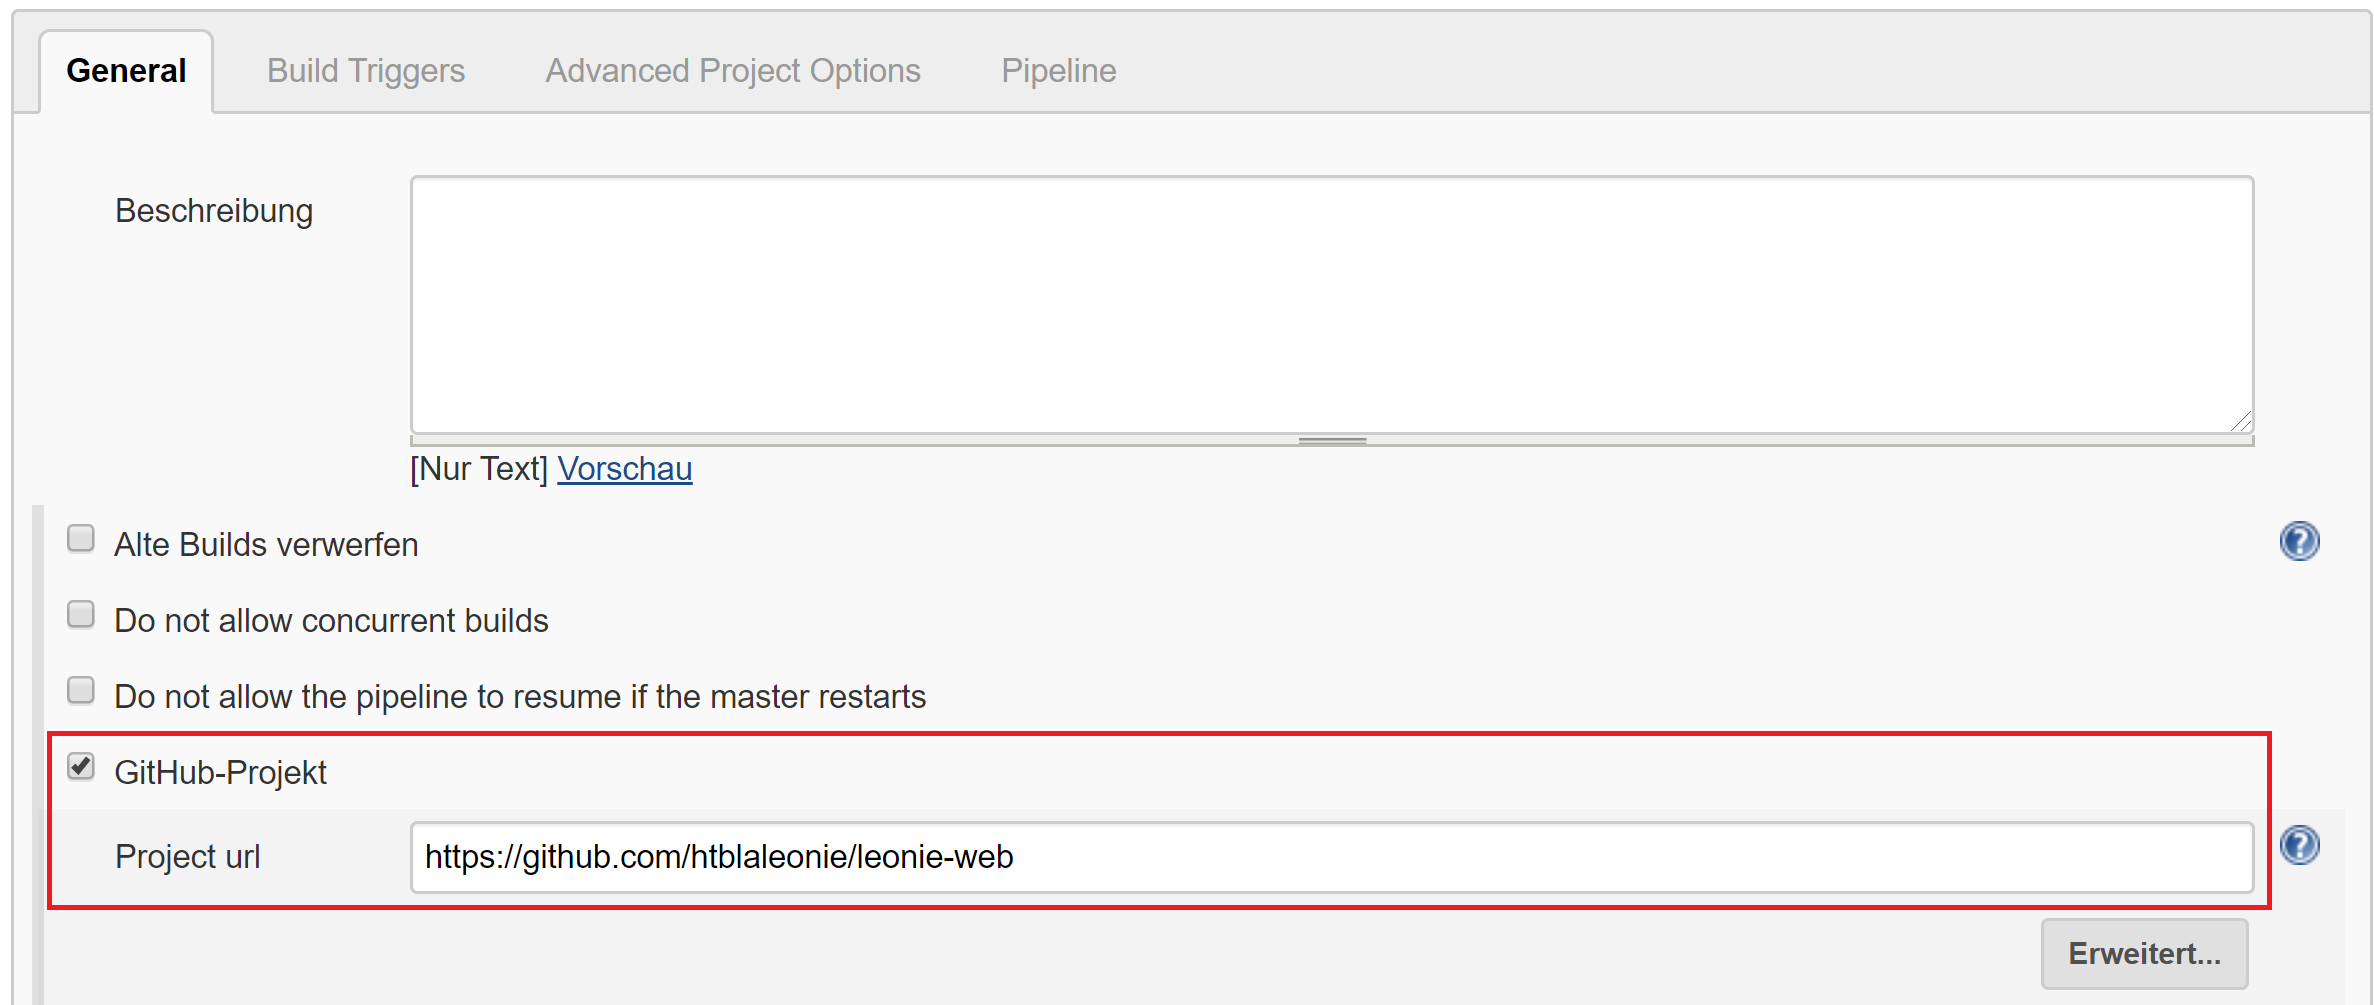 General Build Triggers Advanced Project Options Pipeline
Beschreibung
[Nur Text] Vorschau
Alte Builds verwerfen
Do not allow concurrent builds
Do not allow the pipeline to resume if the master restarts
GitHub-Projekt
Project url https://github.com/htblaleonie/leonie-web
Erweitert...